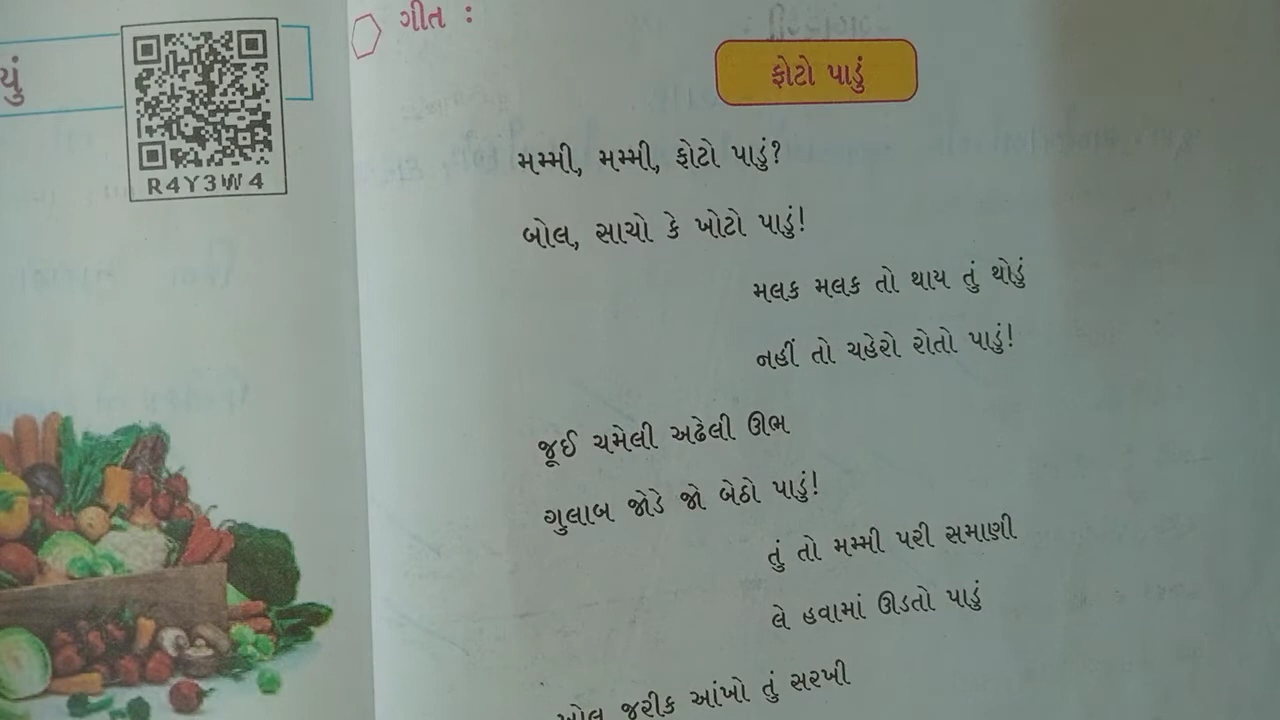 યું
R4Y3W4
ગીત :
ફોટો પાડું
મમ્મી, મમ્મી, ફોટો પાડું?
બોલ, સાચો કે ખોટો પાડું!
મલક મલક તો થાય તું થોડું
નહીં તો ચહેરો રોતો પાડું!
જૂઈ ચમેલી અઢેલી ઊભ
ગુલાબ જોડે જો બેઠો પાડું!
તું તો મમ્મી પરી સમાણી
લે હવામાં ઊડતો પાડું
ખોલ જરીક આંખો તું સરખી